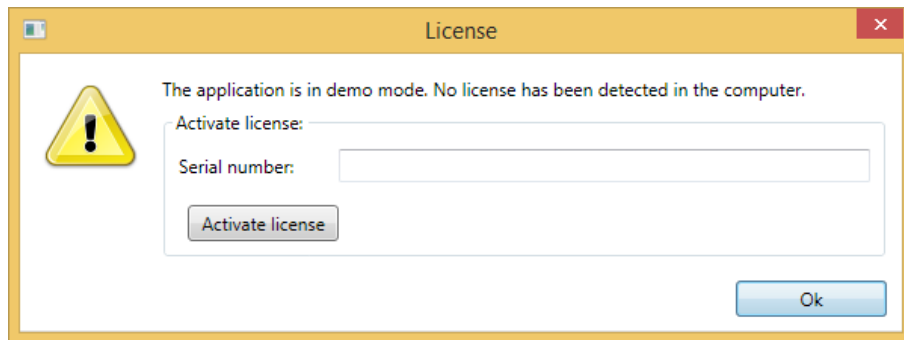 License
The application is in demo mode. No license has been detected in the computer.
Activate license:
Serial number:
Activate license
Ok